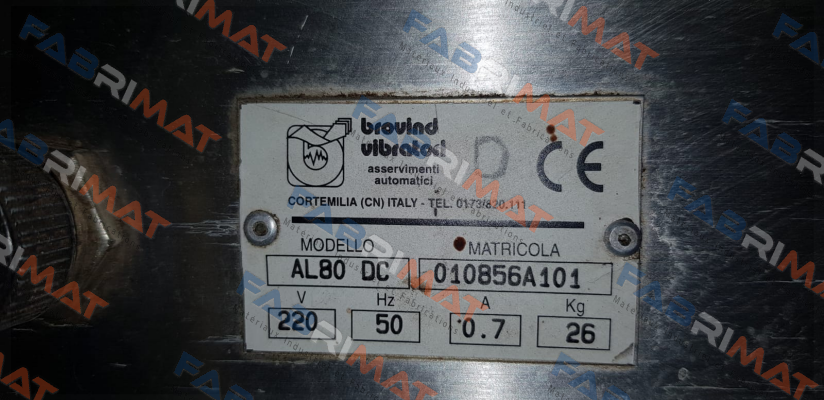 brovind
vibratori
asservimenti
automatici
D
CE
CORTEMILIA (CN) ITALY - TEL. 0173/820.111
MODELLO
MATRICOLA
AL80 DC
010856A101
V
Hz
A
Kg
220
50
0.7
26
FABRIMAT